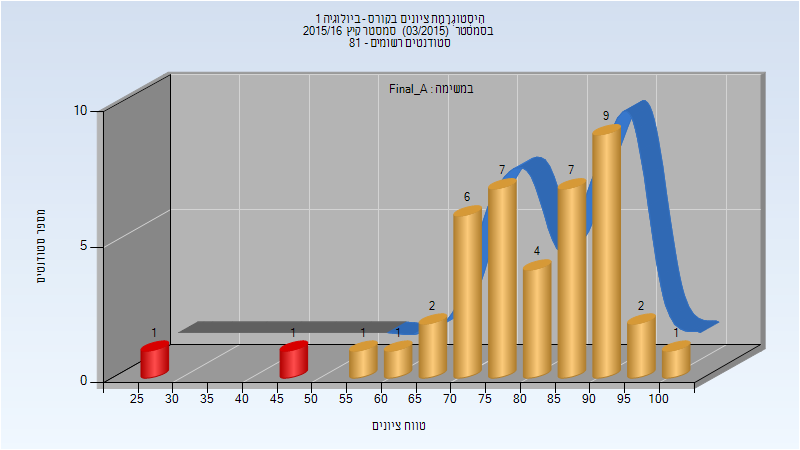 היסטוגרמת ציונים בקורס - ביולוגיה 1
בסמסטר (03/2015) סמסטר קיץ 2015/16
סטודנטים רשומים - 81
במשימה : Final_A
מספר סטודנטים
10
5
0
1
1
1
1
2
6
7
4
7
9
2
1
25 30 35 40 45 50 55 60 65 70 75 80 85 90 95 100
טווח ציונים